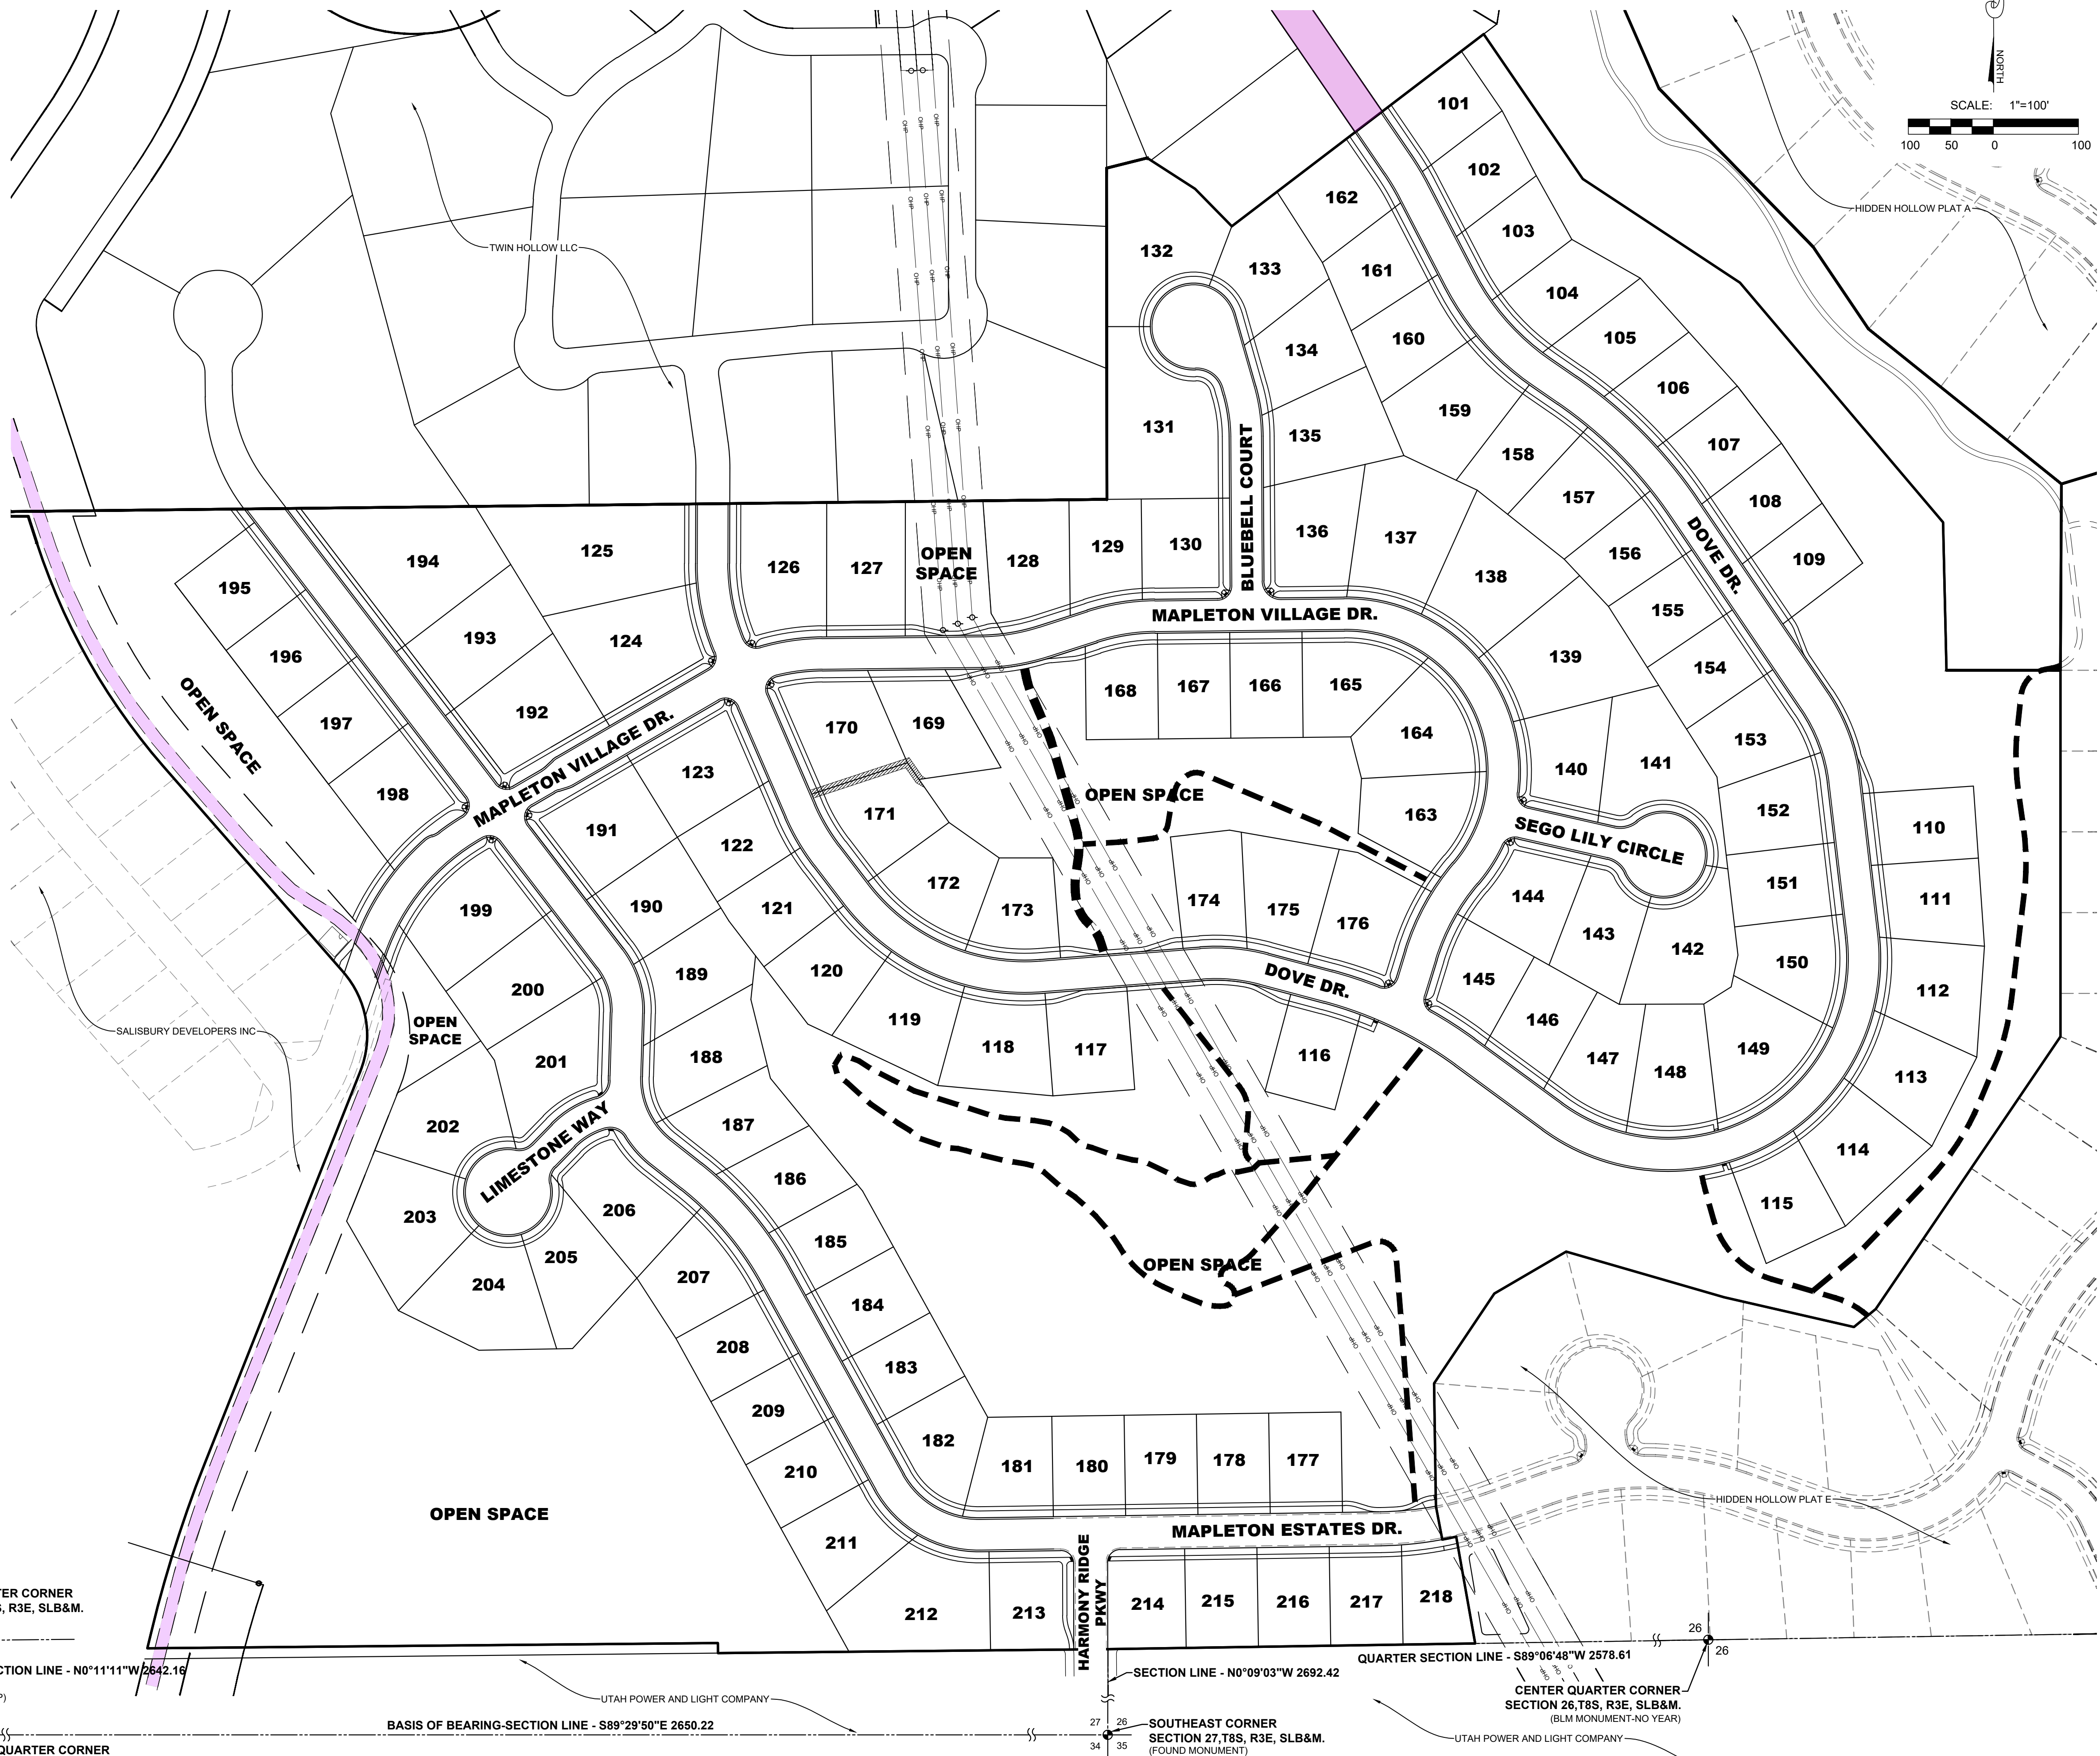 NORTH
SCALE: 1"=100'
100 50 0 100
HIDDEN HOLLOW PLAT A
TWIN HOLLOW LLC
101
102
103
104
105
106
107
108
109
162
161
160
159
158
157
156
155
154
153
152
151
150
149
132
133
134
135
131
BLUEBELL COURT
DOVE DR.
136
137
138
139
140
141
125
126
127
OPEN
SPACE
128
129
130
MAPLETON VILLAGE DR.
194
193
124
192
195
196
197
198
OPEN SPACE
MAPLETON VILLAGE DR.
168
167
166
165
164
163
170
169
171
172
173
OPEN SPACE
174
175
176
SEGO LILY CIRCLE
144
143
142
145
146
147
148
110
111
112
113
114
115
123
122
121
120
119
118
117
116
DOVE DR.
191
190
189
188
187
186
185
184
183
182
199
200
201
OPEN
SPACE
202
203
204
205
206
LIMESTONE WAY
SALISBURY DEVELOPERS INC
207
208
209
210
211
212
213
OPEN SPACE
OPEN SPACE
181
180
179
178
177
MAPLETON ESTATES DR.
HARMONY RIDGE
PKWY
214
215
216
217
218
HIDDEN HOLLOW PLAT E
OHP
TER CORNER
S, R3E, SLB&M.
CTION LINE - N0°11'11"W 2642.16
UTAH POWER AND LIGHT COMPANY
BASIS OF BEARING-SECTION LINE - S89°29'50"E 2650.22
QUARTER CORNER
SECTION LINE - N0°09'03"W 2692.42
27 26
34 35
SOUTHEAST CORNER
SECTION 27,T8S, R3E, SLB&M.
(FOUND MONUMENT)
QUARTER SECTION LINE - S89°06'48"W 2578.61
26
26
CENTER QUARTER CORNER
SECTION 26,T8S, R3E, SLB&M.
(BLM MONUMENT-NO YEAR)
UTAH POWER AND LIGHT COMPANY